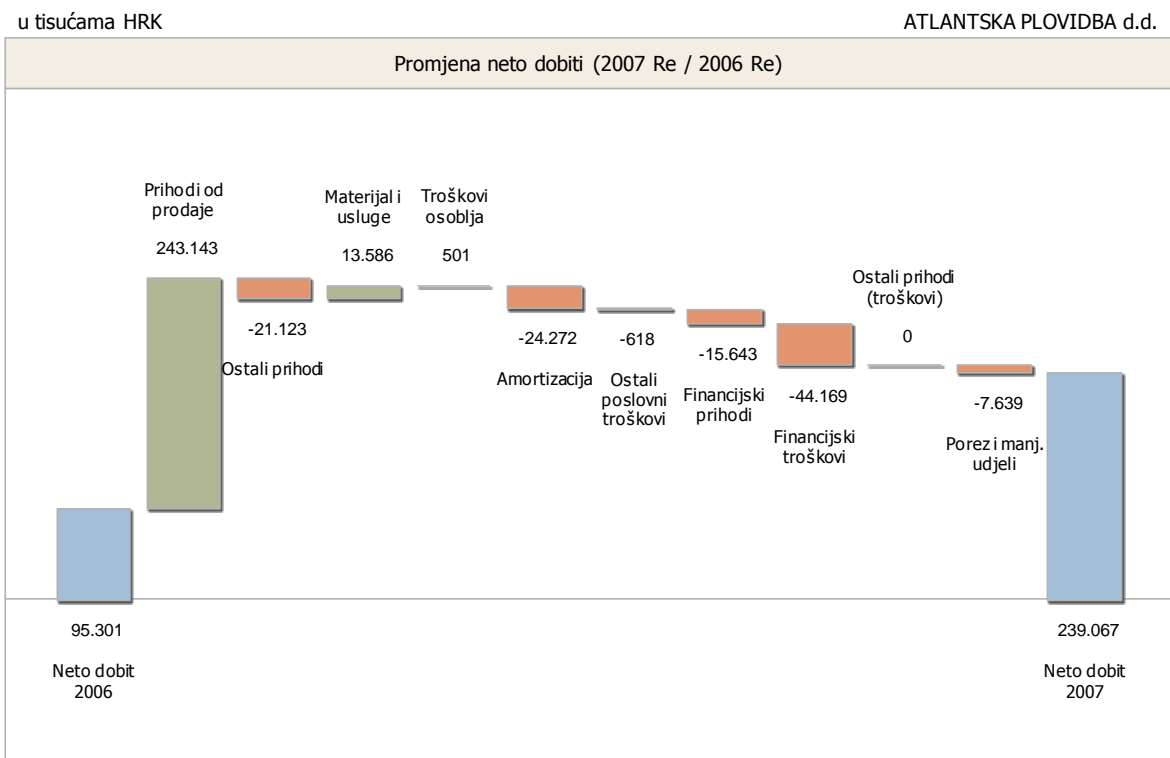 u tisućama HRK
ATLANTSKA PLOVIDBA d.d.
Promjena neto dobiti (2007 Re / 2006 Re)
Prihodi od
prodaje
243.143
-21.123
Ostali prihodi
Materijal i
usluge
13.586
Troškovi
osoblja
501
-24.272
Amortizacija
-618
Ostali
poslovni
troškovi
-15.643
Financijski
prihodi
-44.169
Financijski
troškovi
Ostali prihodi
(troškovi)
0
-7.639
Porez i manj.
udjeli
95.301
Neto dobit
2006
239.067
Neto dobit
2007